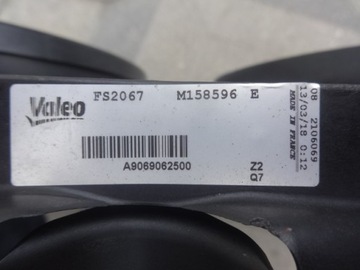 Valeo
FS2067 M158596 E
A9069062500
Z2
Q7
08 2106069
13/03/18 0:12
MADE IN FRANCE